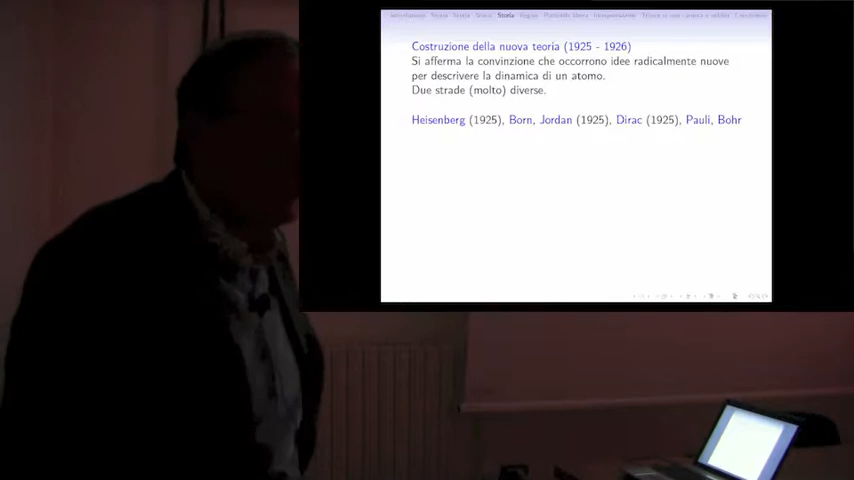 Storia
Costruzione della nuova teoria (1925 - 1926)
Si afferma la convinzione che occorrono idee radicalmente nuove
per descrivere la dinamica di un atomo.
Due strade (molto) diverse.
Heisenberg (1925), Born, Jordan (1925), Dirac (1925), Pauli, Bohr